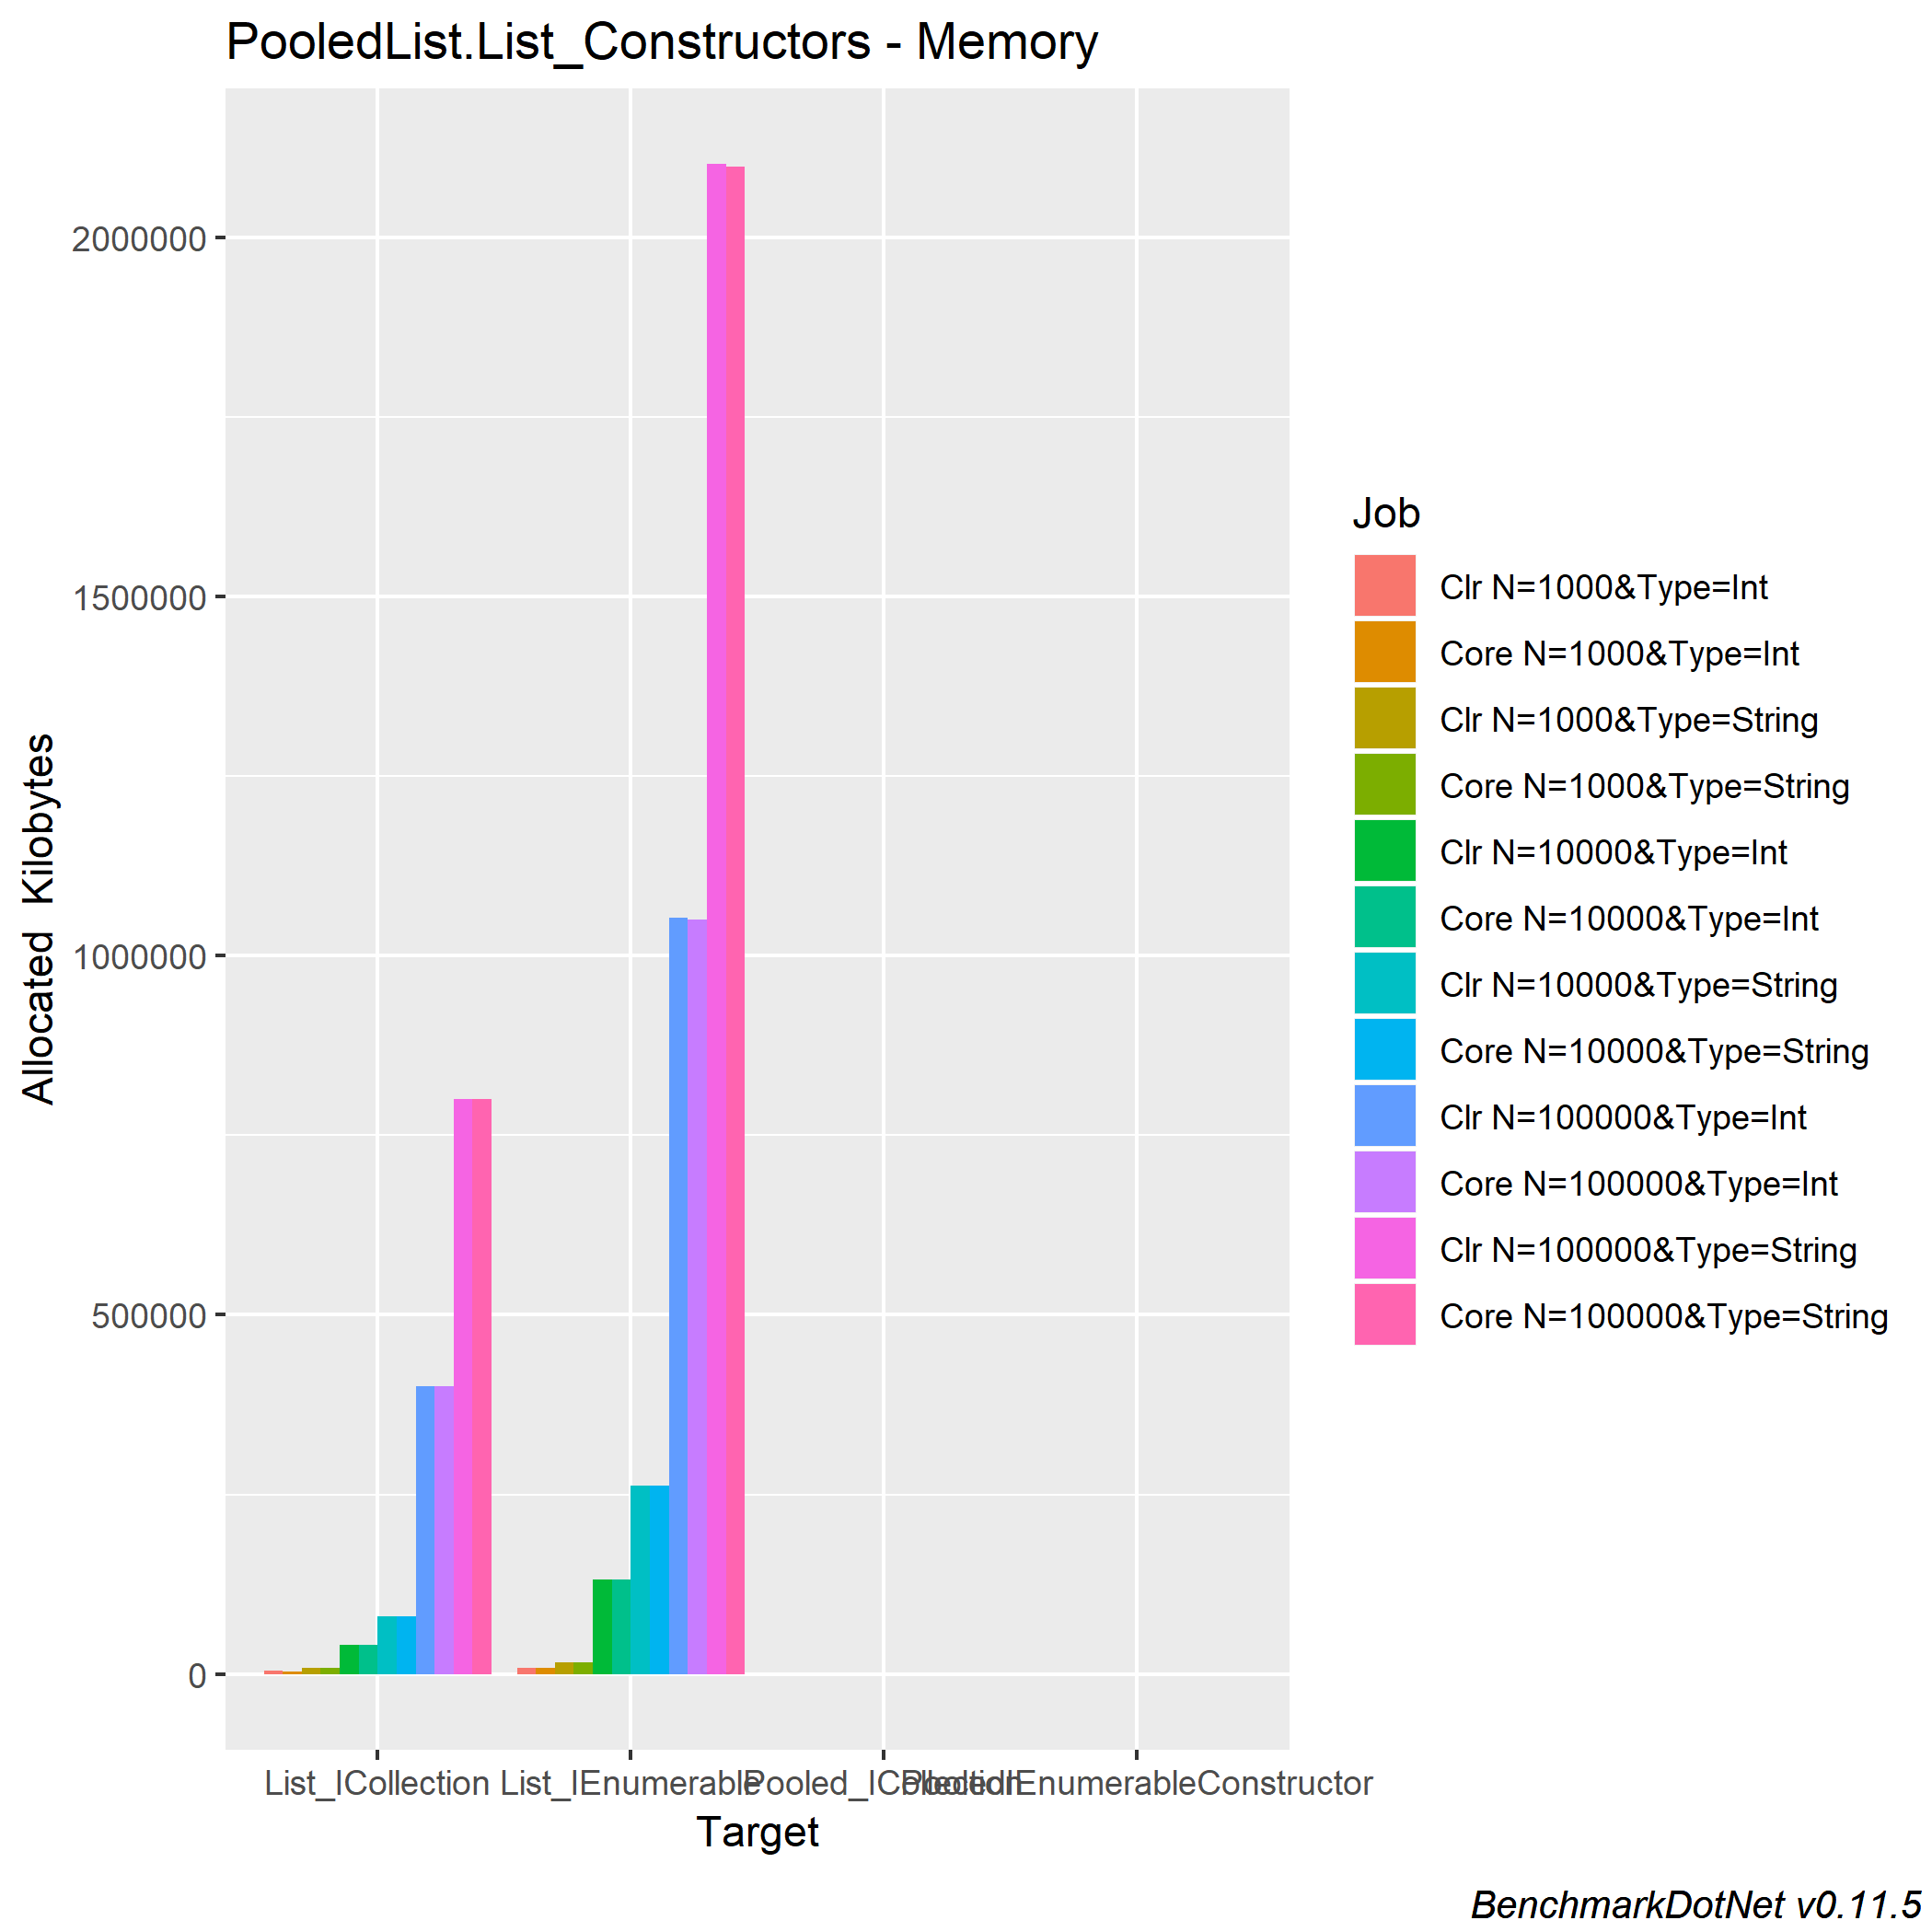 PooledList.List_Constructors - Memory
Allocated Kilobytes
2000000
1500000
1000000
500000
0
List_ICollection
List_IEnumerable
Pooled_ICollection
PooledIEnumerableConstructor
Target
Job
Clr N=1000&Type=Int
Core N=1000&Type=Int
Clr N=1000&Type=String
Core N=1000&Type=String
Clr N=10000&Type=Int
Core N=10000&Type=Int
Clr N=10000&Type=String
Core N=10000&Type=String
Clr N=100000&Type=Int
Core N=100000&Type=Int
Clr N=100000&Type=String
Core N=100000&Type=String
BenchmarkDotNet v0.11.5